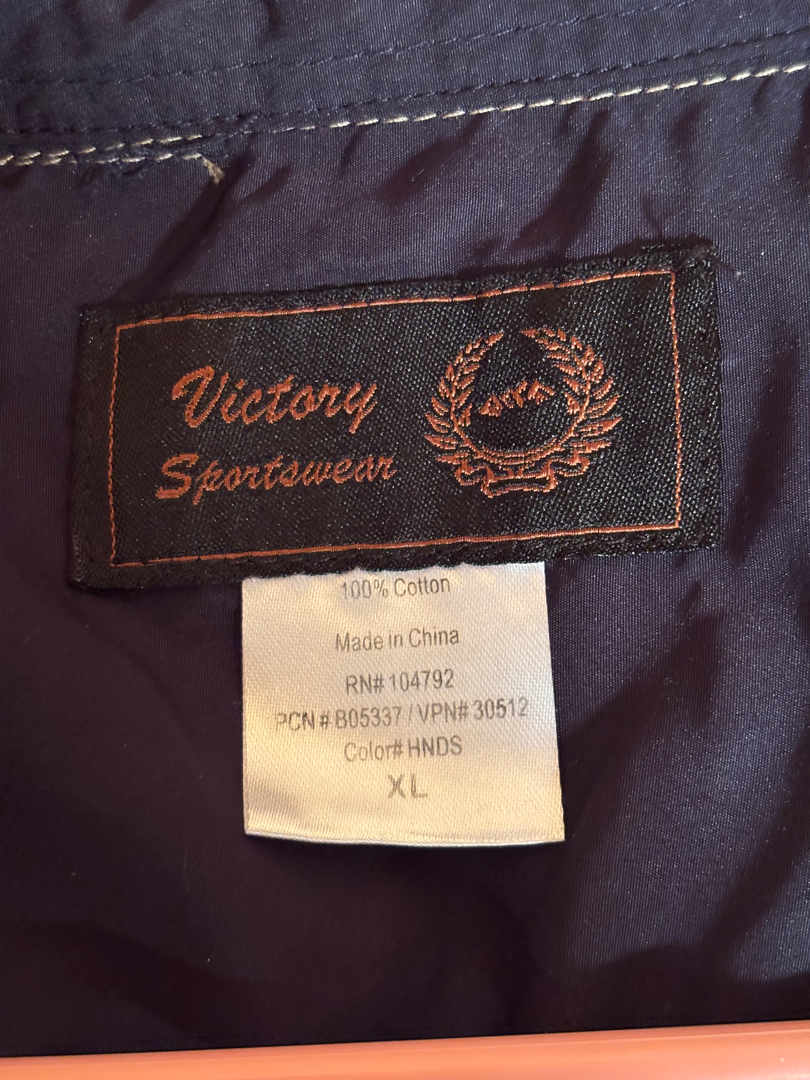 Victory
Sportswear
100% Cotton
Made in China
RN# 104792
PCN # B05337 / VPN# 30512
Color# HNDS
XL